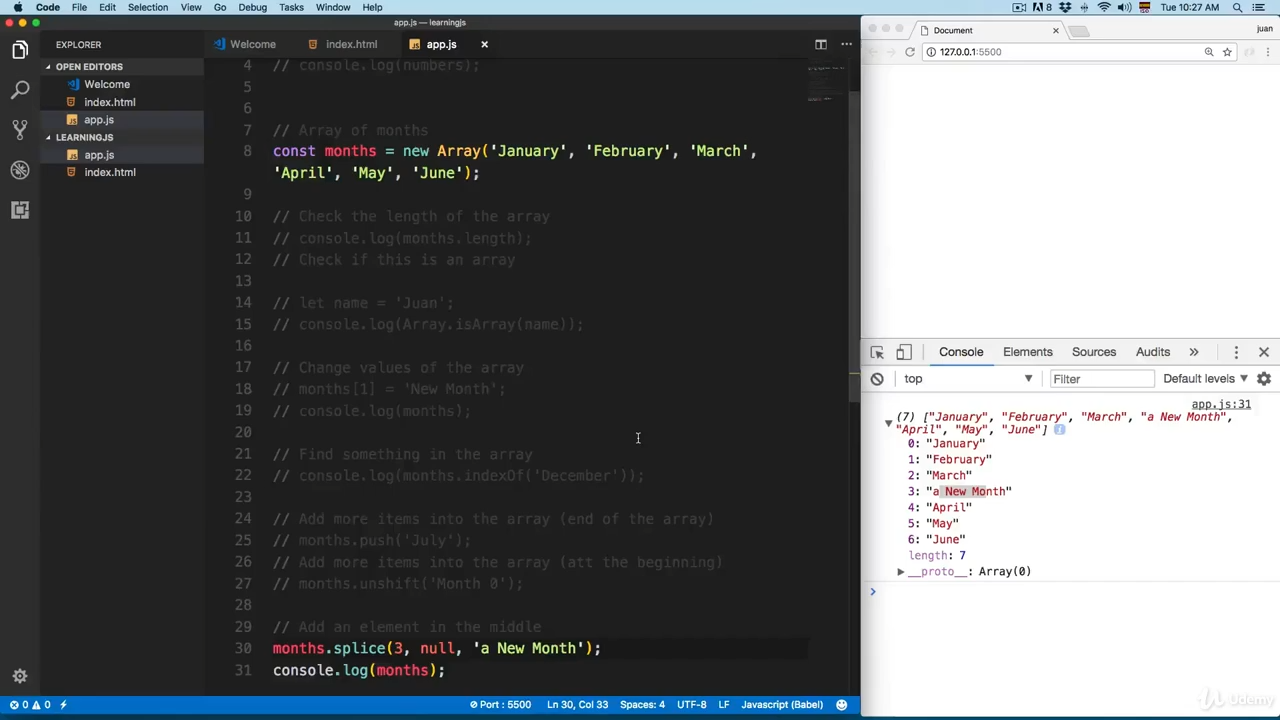 Code File Edit Selection View Go Debug Tasks Window Help
8 Tue 10:27 AM
app.js — learningjs
EXPLORER
OPEN EDITORS
Welcome
index.html
app.js
LEARNINGJS
app.js
index.html
Welcome index.html app.js
4 // console.log(numbers);
5
6
7 // Array of months
8 const months = new Array('January', 'February', 'March',
'April', 'May', 'June');
9
10 // Check the length of the array
11 // console.log(months.length);
12 // Check if this is an array
13
14 // let name = 'Juan';
15 // console.log(Array.isArray(name));
16
17 // Change values of the array
18 // months[1] = 'New Month';
19 // console.log(months);
20
21 // Find something in the array
22 // console.log(months.indexOf('December'));
23
24 // Add more items into the array (end of the array)
25 // months.push('July');
26 // Add more items into the array (att the beginning)
27 // months.unshift('Month 0');
28
29 // Add an element in the middle
30 months.splice(3, null, 'a New Month');
31 console.log(months);
0 0 Port : 5500 Ln 30, Col 33 Spaces: 4 UTF-8 LF Javascript (Babel)
Document
juan
127.0.0.1:5500
Console Elements Sources Audits »
top Filter Default levels
app.js:31
(7) ["January", "February", "March", "a New Month",
"April", "May", "June"]
0: "January"
1: "February"
2: "March"
3: "a New Month"
4: "April"
5: "May"
6: "June"
length: 7
__proto__: Array(0)
Udemy